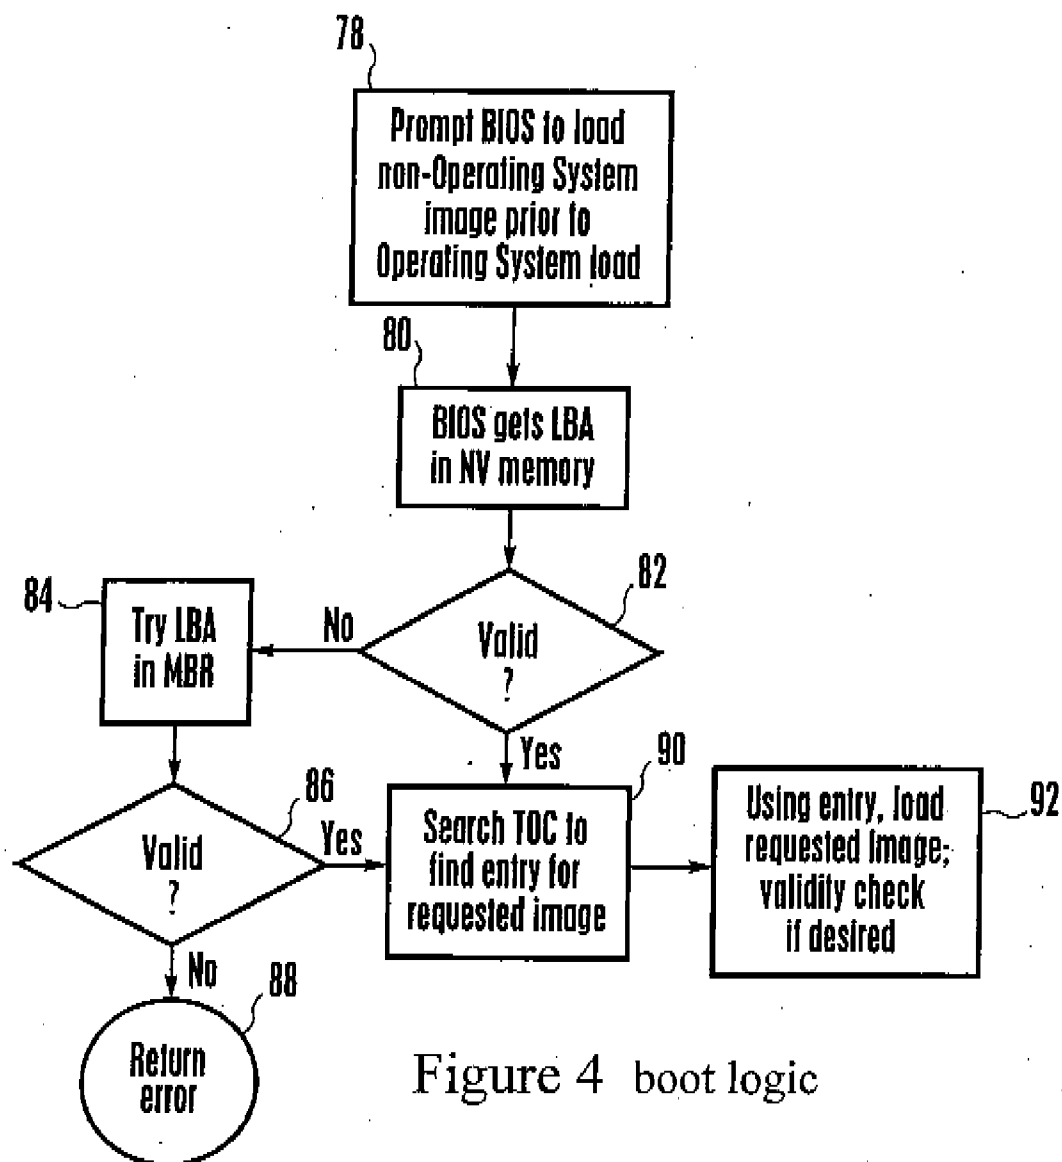 78
Prompt BIOS to load
non-Operating System
image prior to
Operating System load
80
BIOS gets LBA
in NV memory
82
Valid
?
No
Yes
84
Try LBA
in MBR
86
Valid
?
Yes
No
88
Return
error
90
Search TOC to
find entry for
requested image
92
Using entry, load
requested image;
validity check
if desired
Figure 4 boot logic